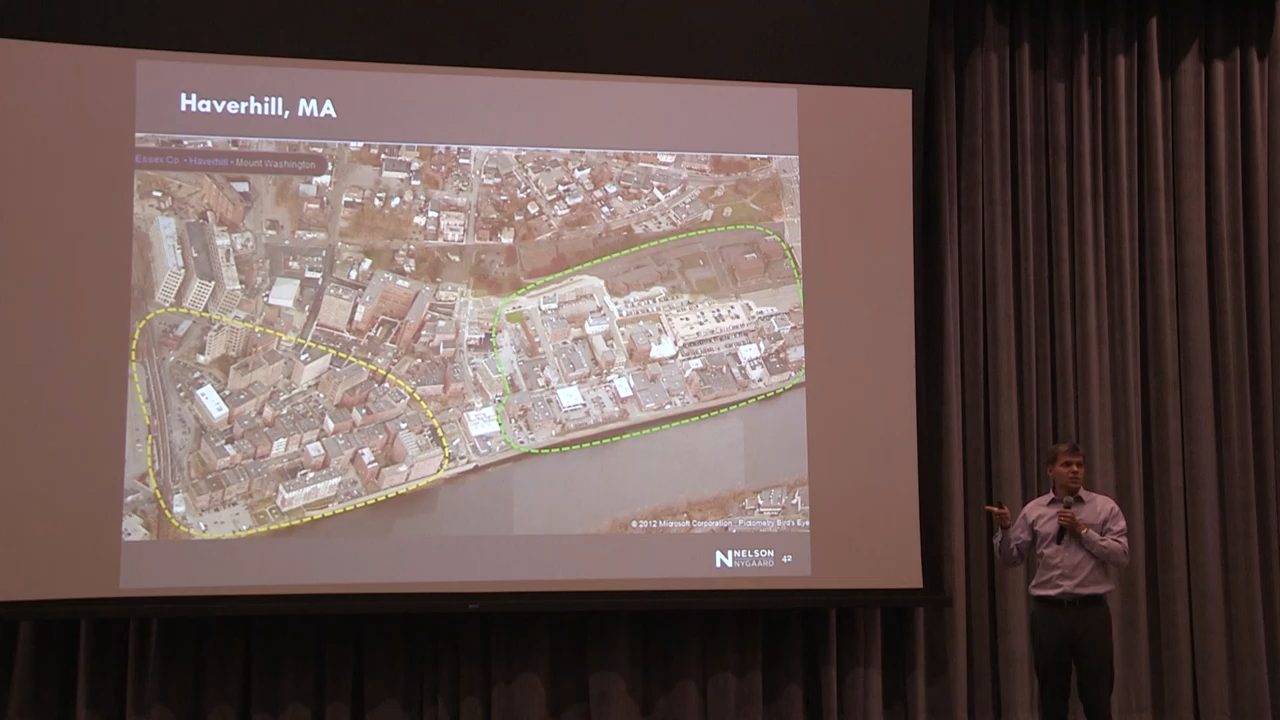 Haverhill, MA
Essex Co • Haverhill • Mount Washington
© 2012 Microsoft Corporation Pictometry Bird's Eye
NELSON
NYGAARD
42